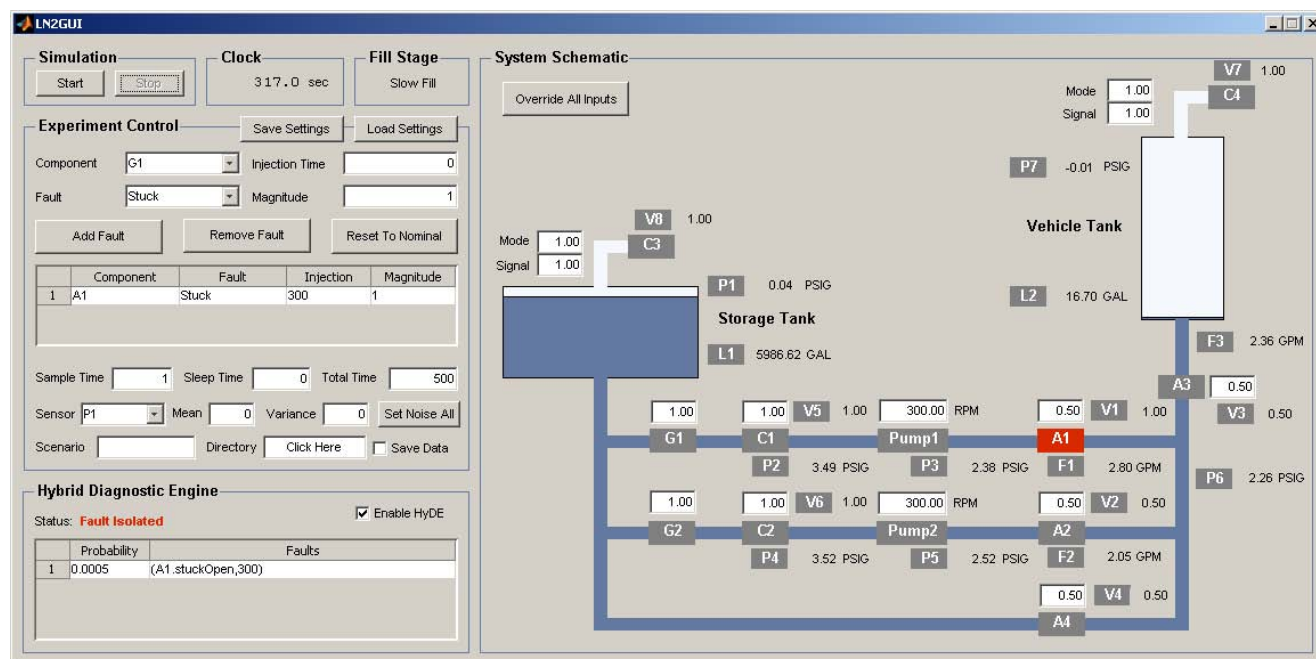 LN2GUI
Simulation
Start Stop
Clock
317.0 sec
Fill Stage
Slow Fill
Experiment Control
Save Settings Load Settings
Component G1 Injection Time 0
Fault Stuck Magnitude 1
Add Fault Remove Fault Reset To Nominal
Component Fault Injection Magnitude
1 A1 Stuck 300 1
Sample Time 1 Sleep Time 0 Total Time 500
Sensor P1 Mean 0 Variance 0 Set Noise All
Scenario Directory Click Here Save Data
Hybrid Diagnostic Engine
Status: Fault Isolated Enable HyDE
Probability Faults
1 0.0005 (A1.stuckOpen,300)
System Schematic
Override All Inputs
V7 1.00
Mode 1.00 C4
Signal 1.00
P7 -0.01 PSIG
Vehicle Tank
V8 1.00
Mode 1.00 C3
Signal 1.00
P1 0.04 PSIG
L2 16.70 GAL
Storage Tank
L1 5986.62 GAL
F3 2.36 GPM
A3 0.50
V3 0.50
1.00 1.00 V5 1.00 300.00 RPM 0.50 V1 1.00
G1 C1 Pump1 A1
P2 3.49 PSIG P3 2.38 PSIG F1 2.80 GPM
P6 2.26 PSIG
1.00 1.00 V6 1.00 300.00 RPM 0.50 V2 0.50
G2 C2 Pump2 A2
P4 3.52 PSIG P5 2.52 PSIG F2 2.05 GPM
0.50 V4 0.50
A4